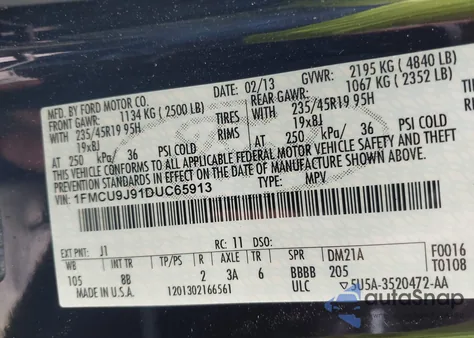 MFD. BY FORD MOTOR CO.
DATE: 02/13 GVWR: 2195 KG ( 4840 LB)
FRONT GAWR: 1134 KG ( 2500 LB) REAR GAWR: 1067 KG ( 2352 LB)
WITH 235/45R19 95H TIRES WITH 235/45R19 95H
19x8J RIMS 19x8J
AT 250 kPa/ 36 PSI COLD AT 250 kPa/ 36 PSI COLD
THIS VEHICLE CONFORMS TO ALL APPLICABLE FEDERAL MOTOR VEHICLE SAFETY AND THEFT
PREVENTION STANDARDS IN EFFECT ON THE DATE OF MANUFACTURE SHOWN ABOVE.
VIN: 1FMCU9J91DUC65913 TYPE: MPV
F0016
T0108
EXT PNT: J1 RC: 11 DSO:
WB TP/PS R AXLE TR SPR DM21A
105 8B 2 3A 6 BBBB 205
MADE IN U.S.A. 1201302166561 ULC 5U5A-3520472-AA
autoSnap